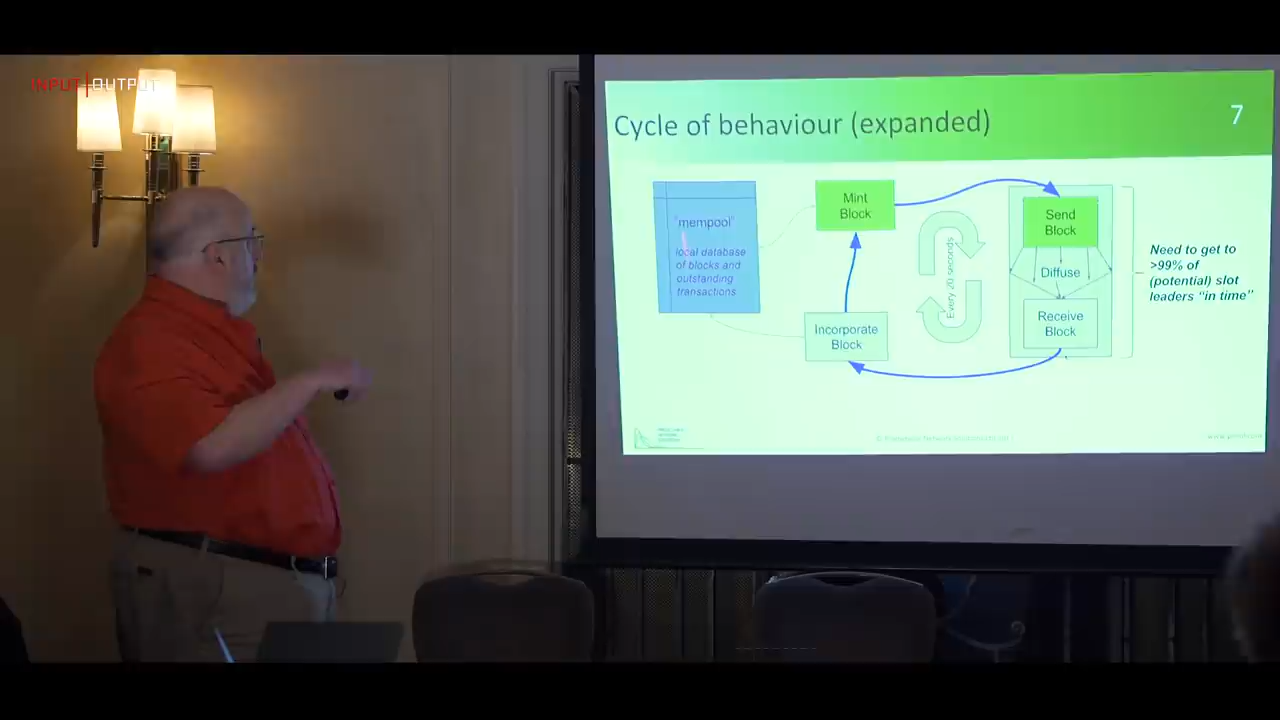 INPUT|OUTPUT
Cycle of behaviour (expanded)
7
"mempool"
local database
of blocks and
outstanding
transactions
Mint
Block
Incorporate
Block
Every 20 seconds
Send
Block
Diffuse
Receive
Block
Need to get to
>99% of
(potential) slot
leaders "in time"